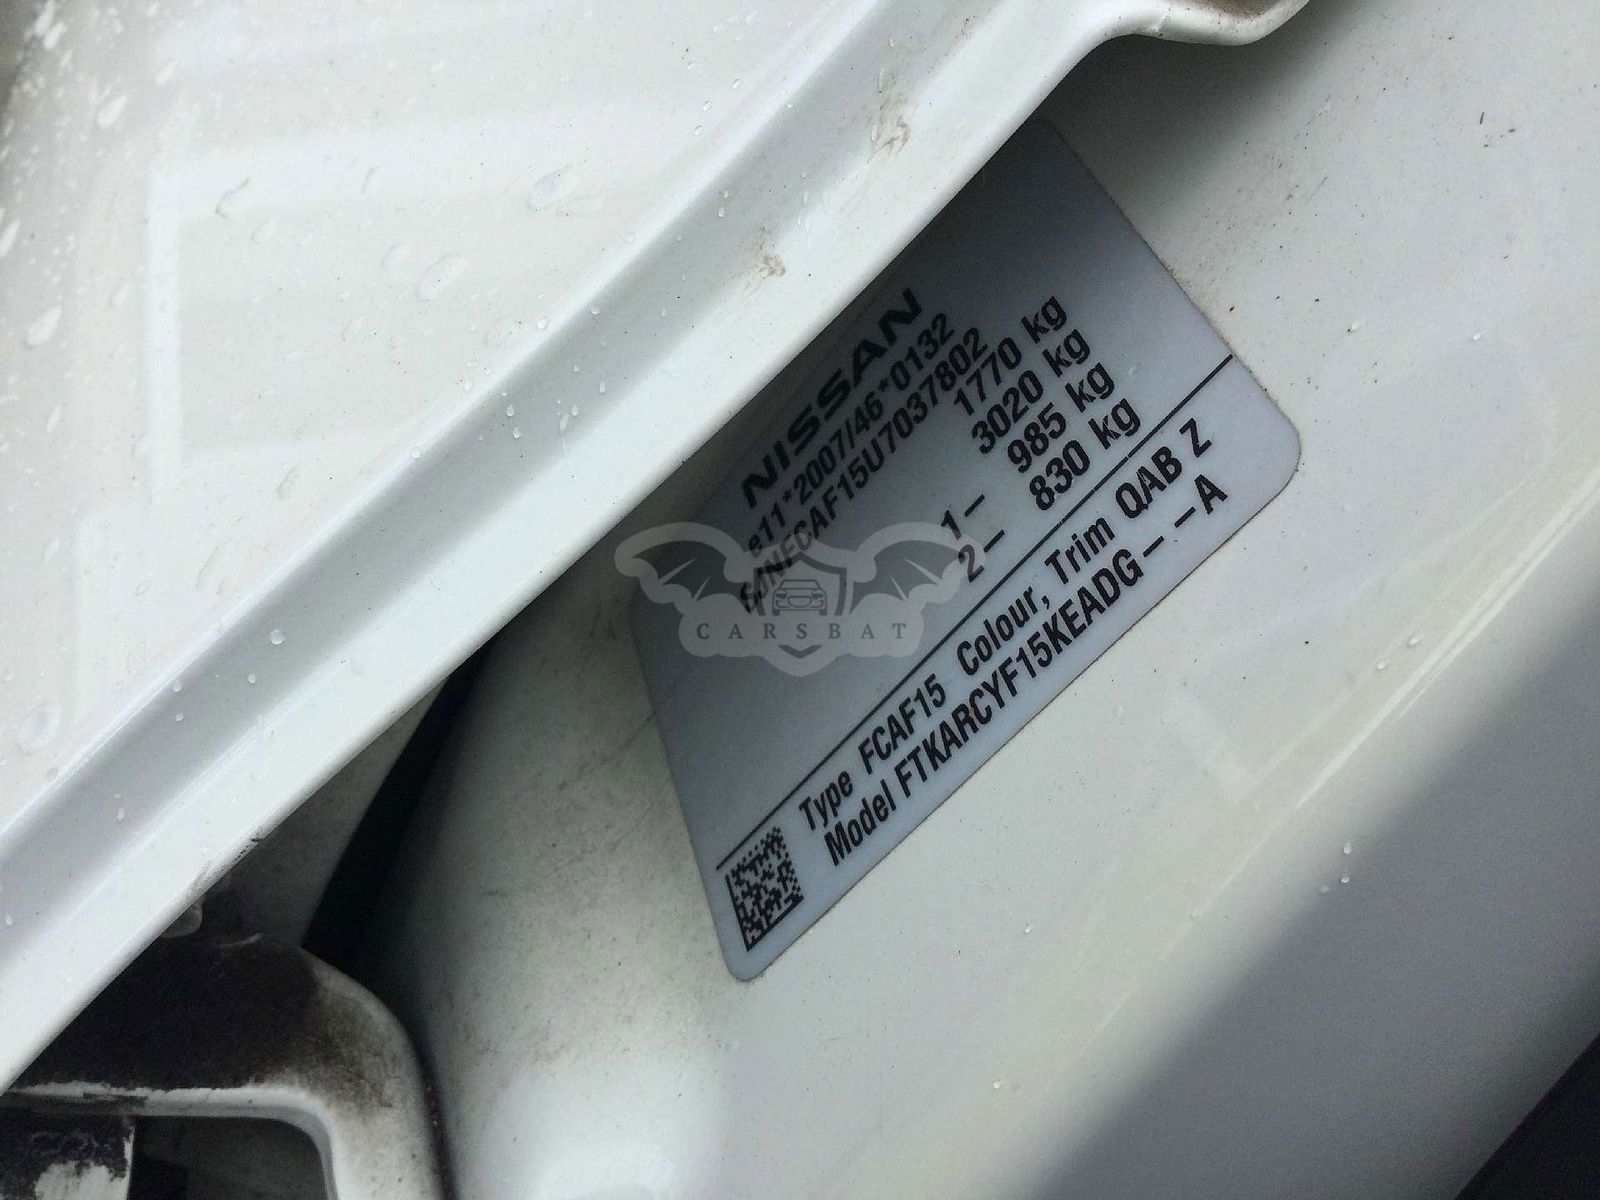 NISSAN
e11*2007/46*0132
SJNFCAF15U7037802
1770 kg
3020 kg
1– 985 kg
2– 830 kg
Type FCAF15 Colour, Trim QAB Z
Model FTKARCYF15KEADG– –A
CARSBAT